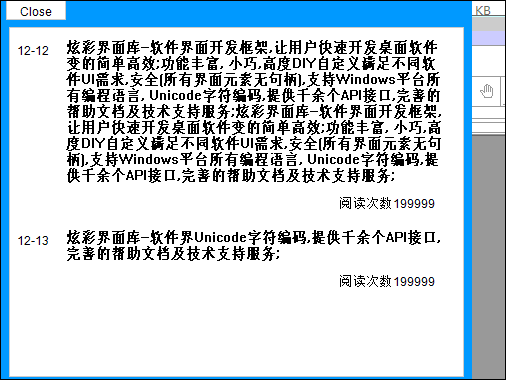 Close
KB
12-12
炫彩界面库-软件界面开发框架,让用户快速开发桌面软件
变的简单高效;功能丰富, 小巧,高度DIY自定义满足不同软
件UI需求,安全(所有界面元素无句柄),支持Windows平台所
有编程语言, Unicode字符编码,提供千余个API接口,完善的
帮助文档及技术支持服务;炫彩界面库-软件界面开发框架,
让用户快速开发桌面软件变的简单高效;功能丰富, 小巧,高
度DIY自定义满足不同软件UI需求,安全(所有界面元素无句
柄),支持Windows平台所有编程语言, Unicode字符编码,提
供千余个API接口,完善的帮助文档及技术支持服务;
阅读次数199999
12-13
炫彩界面库-软件界Unicode字符编码,提供千余个API接口,
完善的帮助文档及技术支持服务;
阅读次数199999